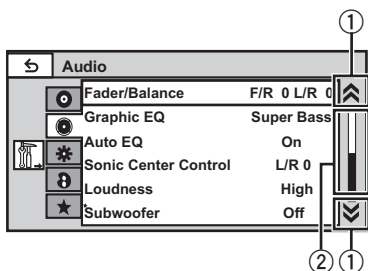 ①
Audio
Fader/Balance F/R 0 L/R 0
Graphic EQ Super Bass
Auto EQ On
Sonic Center Control L/R 0
Loudness High
Subwoofer Off
② ①